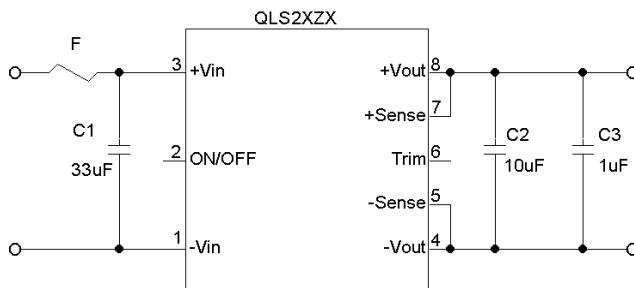 QLS2XZX
F
3 +Vin
8 +Vout
7 +Sense
C1
33uF
2 ON/OFF
6 Trim
C2
10uF
C3
1uF
5 -Sense
1 -Vin
4 -Vout